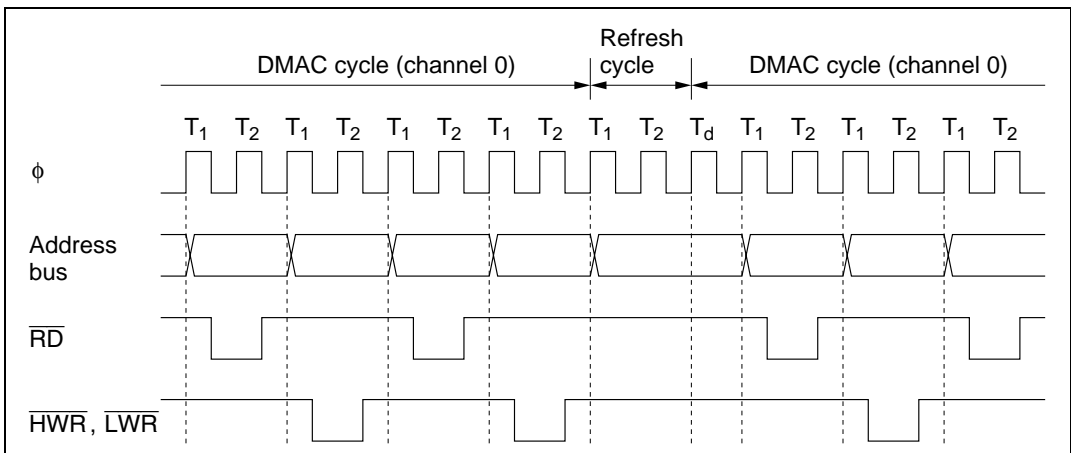 Refresh
DMAC cycle (channel 0) cycle DMAC cycle (channel 0)
T1 T2 T1 T2 T1 T2 T1 T2 T1 T2 Td T1 T2 T1 T2 T1 T2
ϕ
Address
bus
RD
HWR, LWR